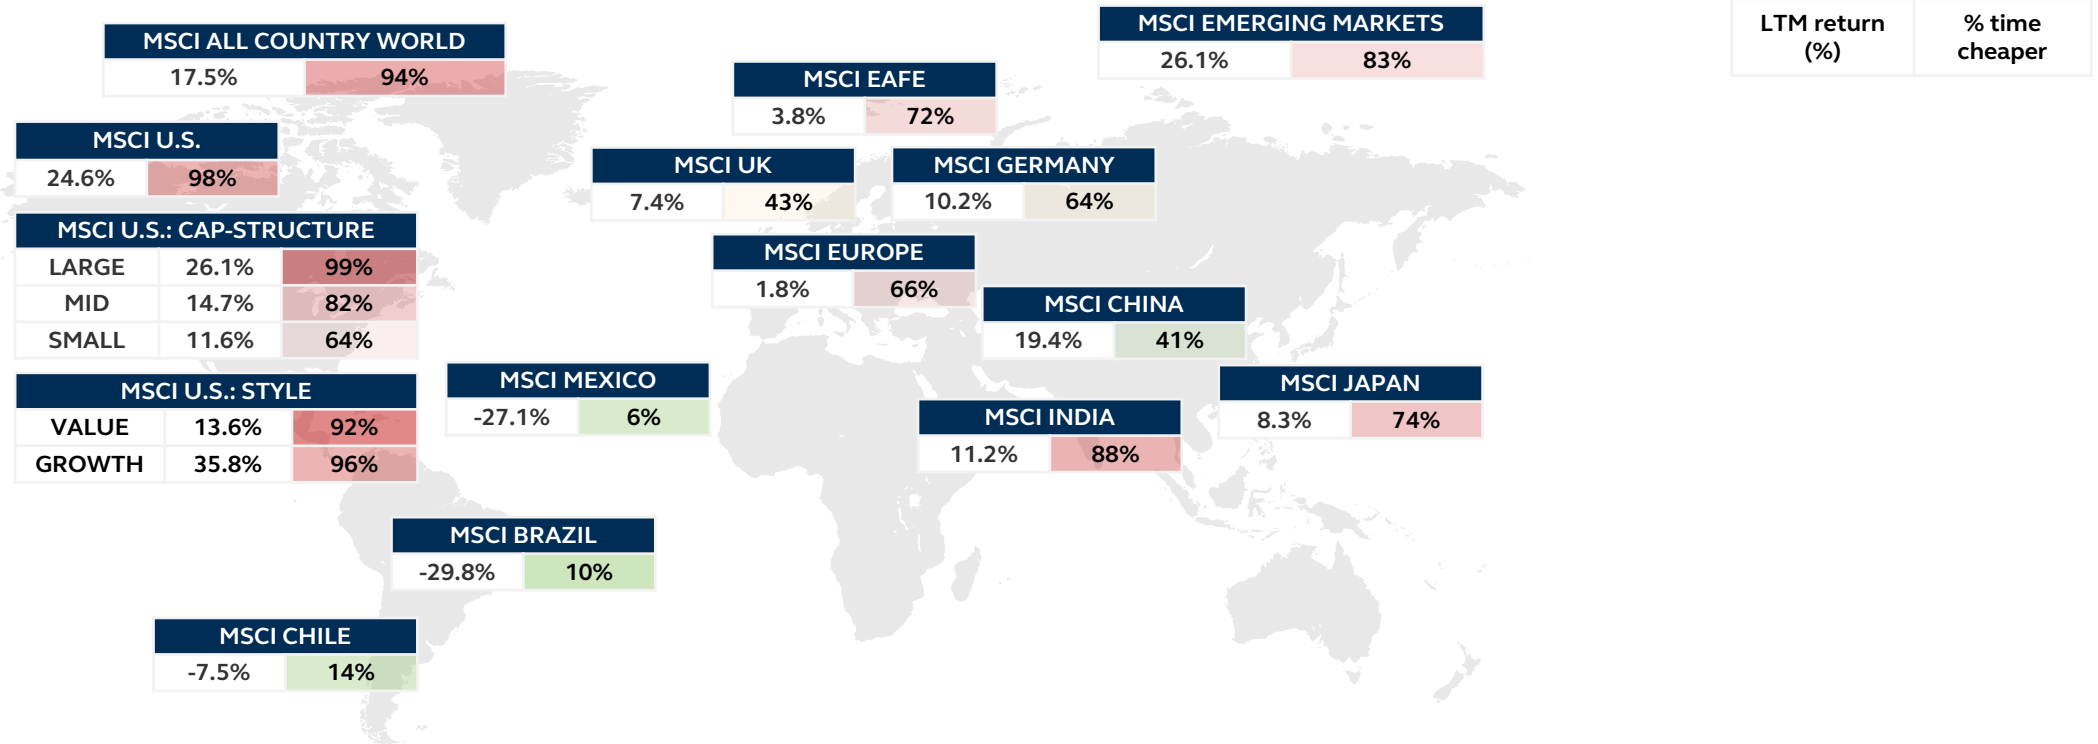 MSCI ALL COUNTRY WORLD
17.5% 94%
MSCI EMERGING MARKETS
26.1% 83%
LTM return (%)
% time cheaper
MSCI EAFE
3.8% 72%
MSCI U.S.
24.6% 98%
MSCI UK
7.4% 43%
MSCI GERMANY
10.2% 64%
MSCI U.S.: CAP-STRUCTURE
LARGE 26.1% 99%
MID 14.7% 82%
SMALL 11.6% 64%
MSCI EUROPE
1.8% 66%
MSCI CHINA
19.4% 41%
MSCI U.S.: STYLE
VALUE 13.6% 92%
GROWTH 35.8% 96%
MSCI MEXICO
-27.1% 6%
MSCI INDIA
11.2% 88%
MSCI JAPAN
8.3% 74%
MSCI BRAZIL
-29.8% 10%
MSCI CHILE
-7.5% 14%